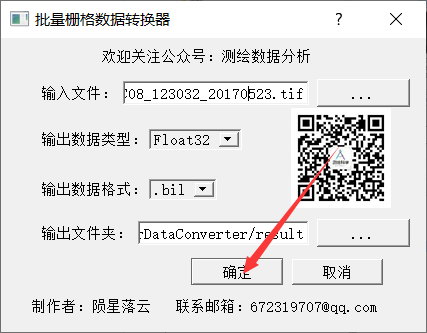 批量栅格数据转换器
欢迎关注公众号：测绘数据分析
输入文件： 08_123032_20170523.tif ...
输出数据类型： Float32
输出数据格式： .bil
输出文件夹： rDataConverter/result ...
确定 取消
制作者：陨星落云 联系邮箱：672319707@qq.com